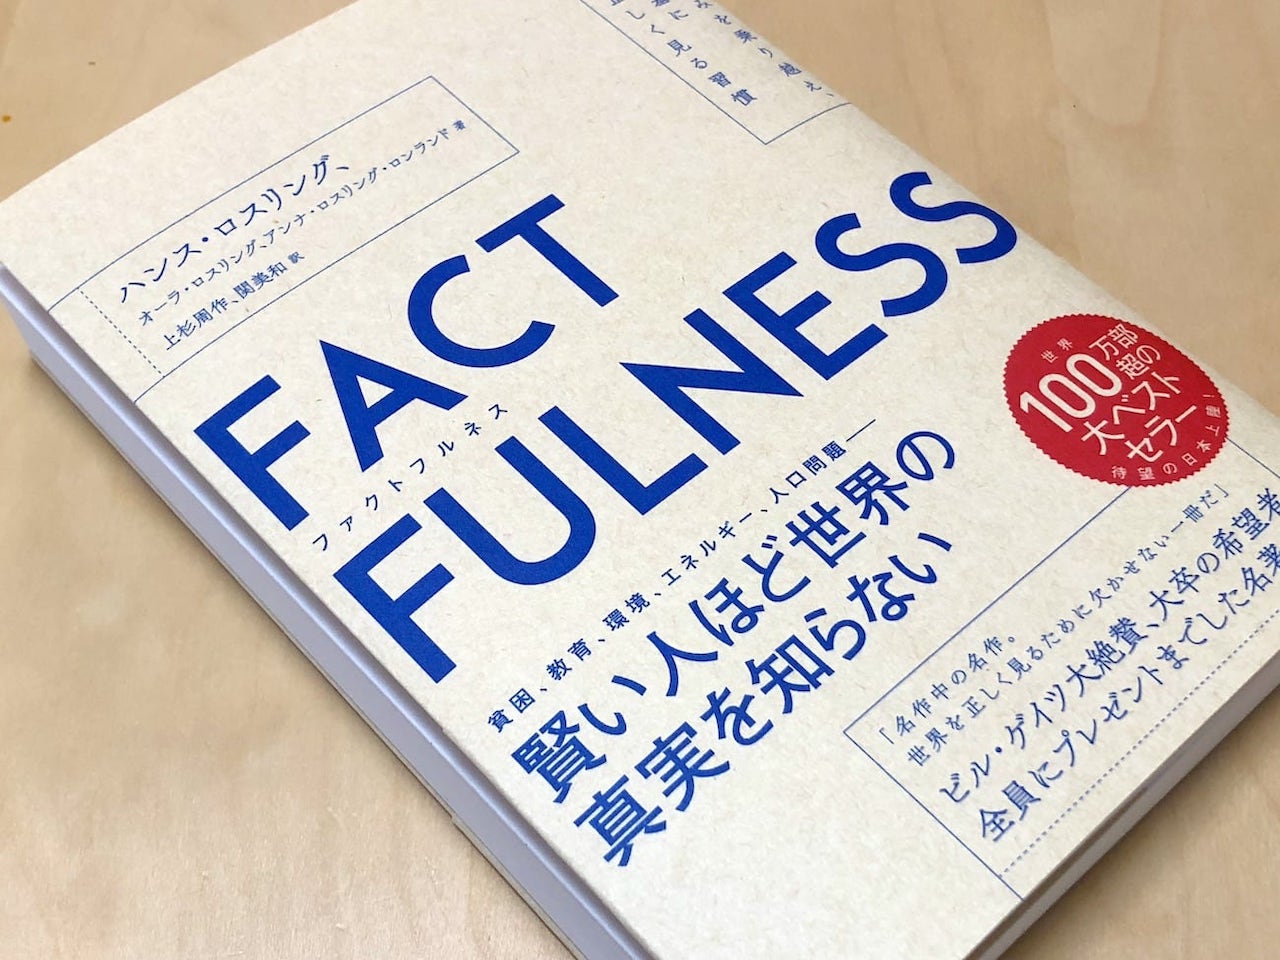 み を 乗 り 越 え 、
に
しく見る習慣
ハンス・ロスリング、
オーラ・ロスリング、アンナ・ロスリング・ロンランド 著
上杉周作、関美和 訳
FACT
ファクトフルネス
FULNESS
世界
100万部
超の
大ベスト
セラー
待望の日本上陸!
貧困、教育、環境、エネルギー、人口問題──
賢い人ほど世界の
真実を知らない
「名作中の名作。
世界を正しく見るために欠かせない一冊だ」
ビル・ゲイツ大絶賛、大卒の希望者
全員にプレゼントまでした名著